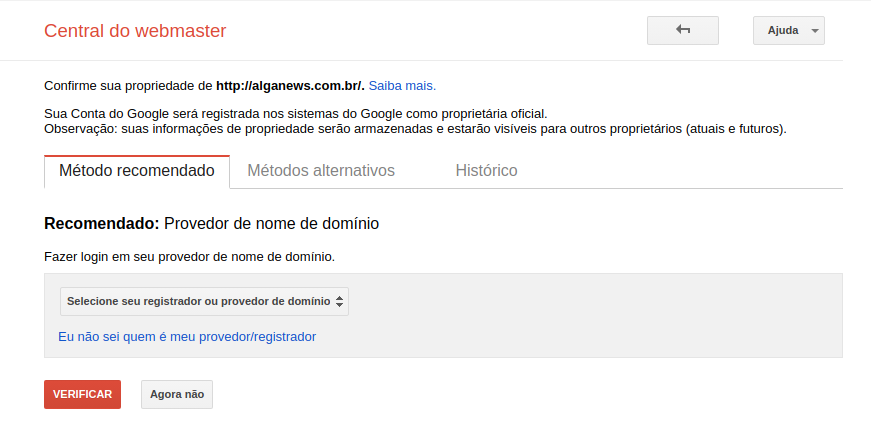 Central do webmaster
Ajuda
Confirme sua propriedade de http://alganews.com.br/. Saiba mais.
Sua Conta do Google será registrada nos sistemas do Google como proprietária oficial.
Observação: suas informações de propriedade serão armazenadas e estarão visíveis para outros proprietários (atuais e futuros).
Método recomendado Métodos alternativos Histórico
Recomendado: Provedor de nome de domínio
Fazer login em seu provedor de nome de domínio.
Selecione seu registrador ou provedor de domínio
Eu não sei quem é meu provedor/registrador
VERIFICAR Agora não